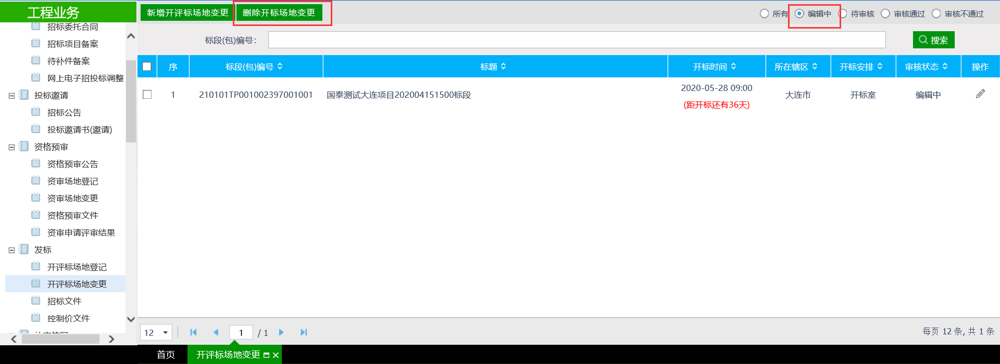 工程业务
招标委托合同
招标项目备案
待补件备案
网上电子招投标调整
投标邀请
招标公告
投标邀请书(邀请)
资格预审
资格预审公告
资审场地登记
资审场地变更
资格预审文件
资审申请评审结果
发标
开评标场地登记
开评标场地变更
招标文件
控制价文件
新增开评标场地变更 删除开标场地变更 所有 编辑中 待审核 审核通过 审核不通过
标段(包)编号： 搜索
序 标段(包)编号 标题 开标时间 所在辖区 开标安排 审核状态 操作
1 210101TP001002397001001 国泰测试大连项目202004151500标段 2020-05-28 09:00 大连市 开标室 编辑中
(距开标还有36天)
12 1 / 1 每页 12 条, 共 1 条
首页 开评标场地变更